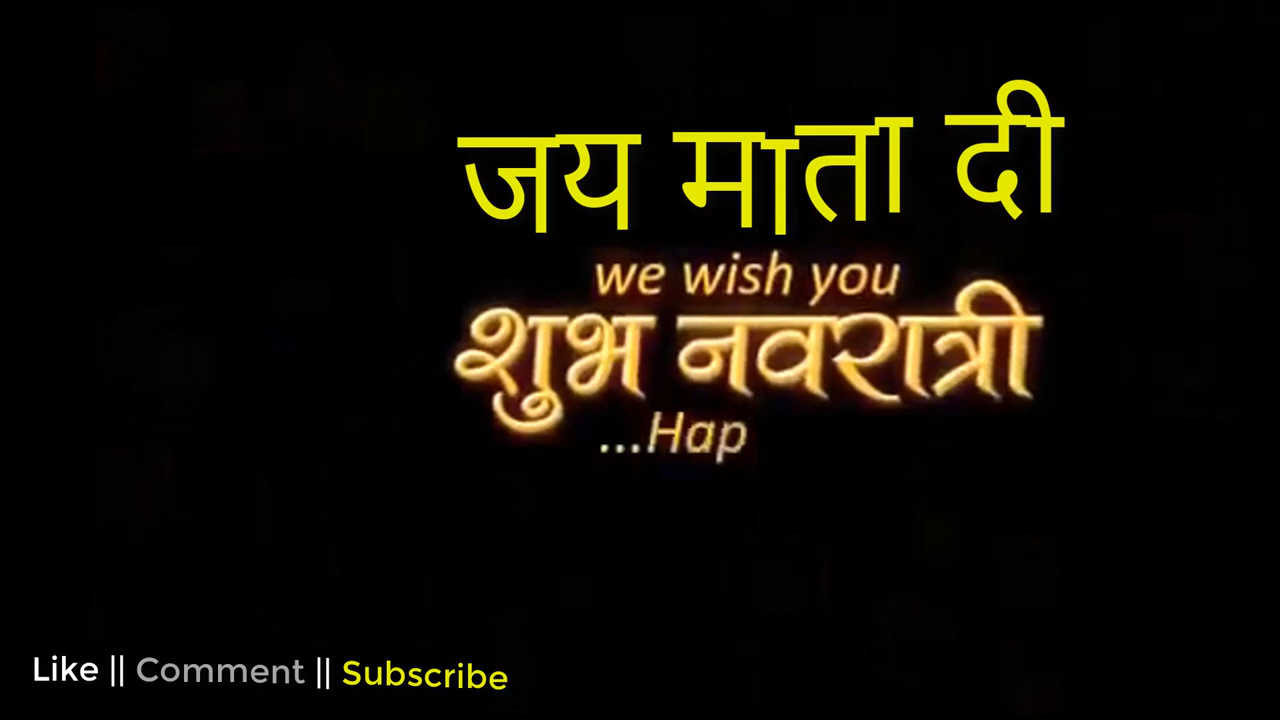 जय माता दी
we wish you
शुभ नवरात्री
...Hap
Like || Comment || Subscribe